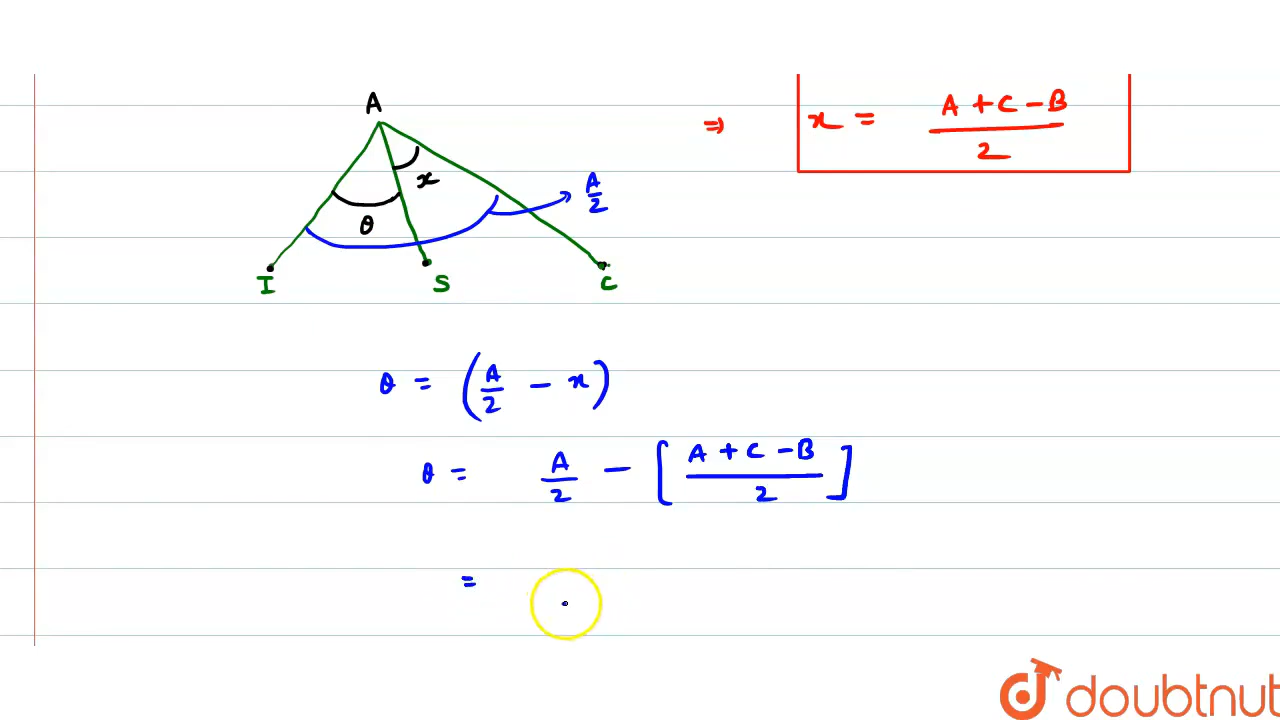 A
⇒ x = (A + C - B)/2
x
A/2
θ
I
S
C
θ = (A/2 - x)
θ = A/2 - [(A + C - B)/2]
=
doubtnut